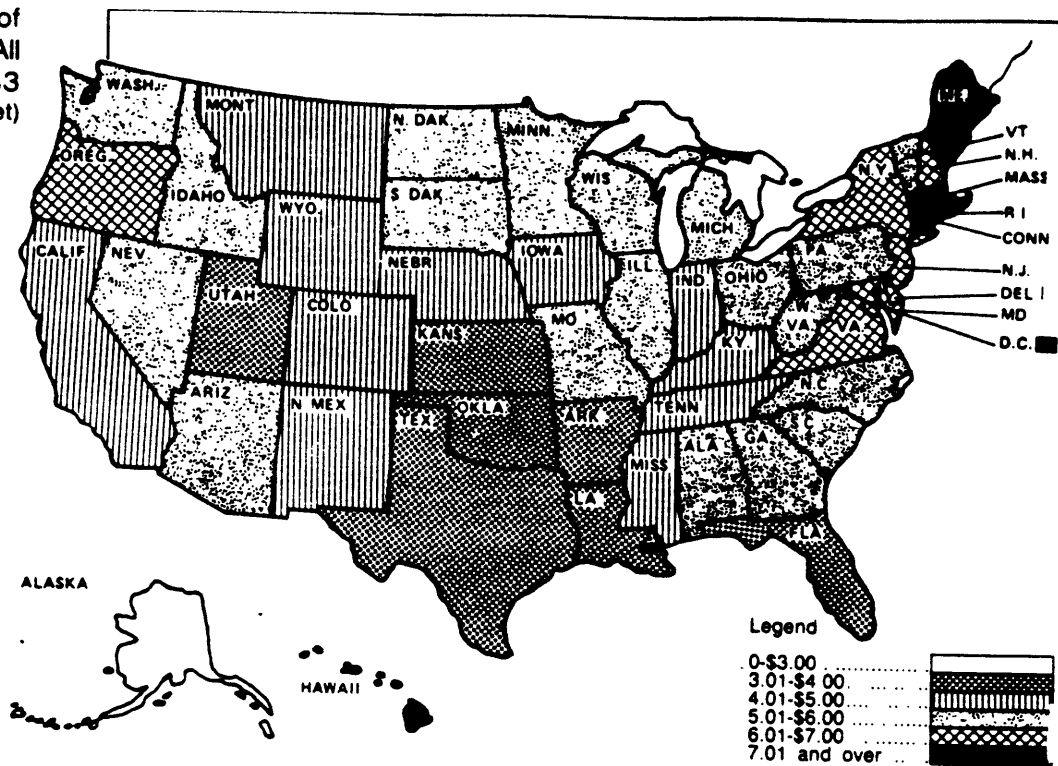 of
All
3
et)
WASH.
MONT
N. DAK
MINN.
ME.
VT
N.H.
MASS
R I
CONN
N.J.
DEL
MD
D.C.
OREG.
IDAHO
WYO.
S DAK
WIS
MICH
N.Y.
CALIF
NEV.
UTAH
COLO
NEBR
IOWA
ILL.
IND.
OHIO
PA.
W.
VA.
VA.
KANS
MO
KY.
ARIZ
N MEX
TEX.
OKLA.
ARK.
TENN
N.C.
S.C.
MISS
ALA
GA.
LA.
FLA.
ALASKA
HAWAII
Legend
0-$3.00
3.01-$4.00
4.01-$5.00
5.01-$6.00
6.01-$7.00
7.01 and over